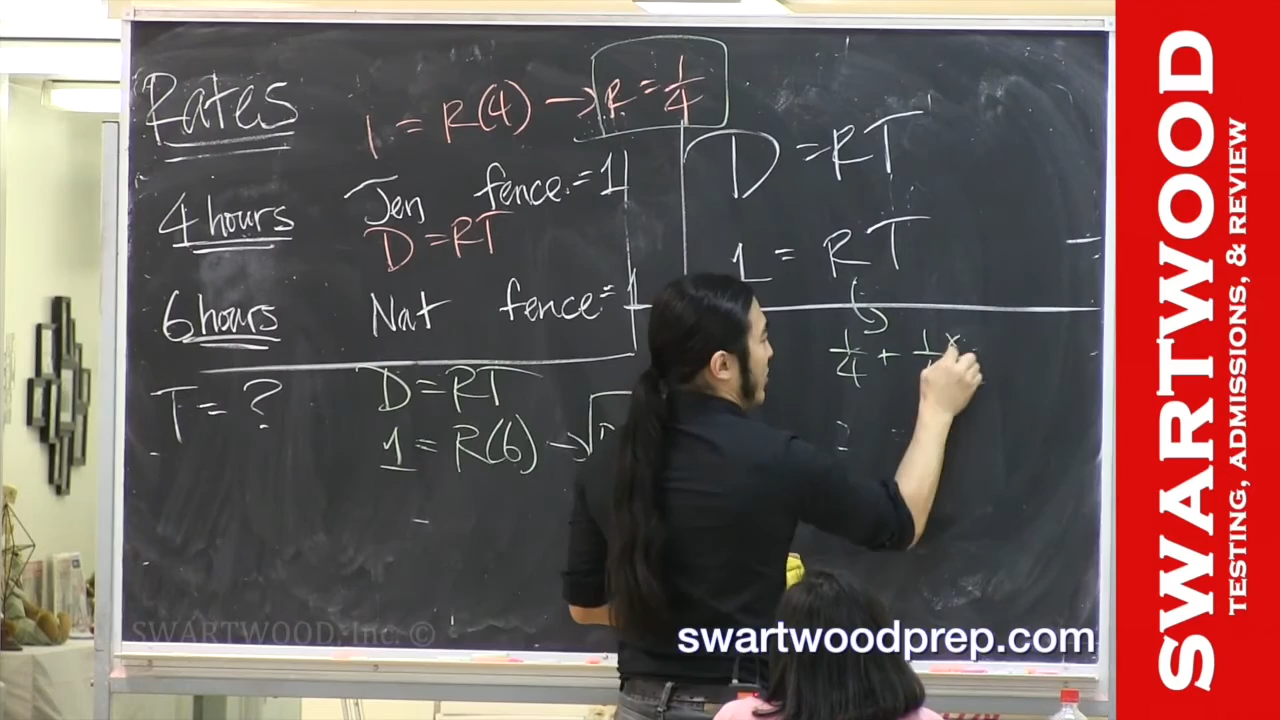 Rates
1 = R(4) → R = 1/4
4 hours
Jen fence = 1
D = RT
6 hours
Nat fence = 1
T = ?
D = RT
1 = R(6) →
D = RT
1 = RT
1/4 +
SWARTWOOD, Inc. ©
swartwoodprep.com
SWARTWOOD
TESTING, ADMISSIONS, & REVIEW